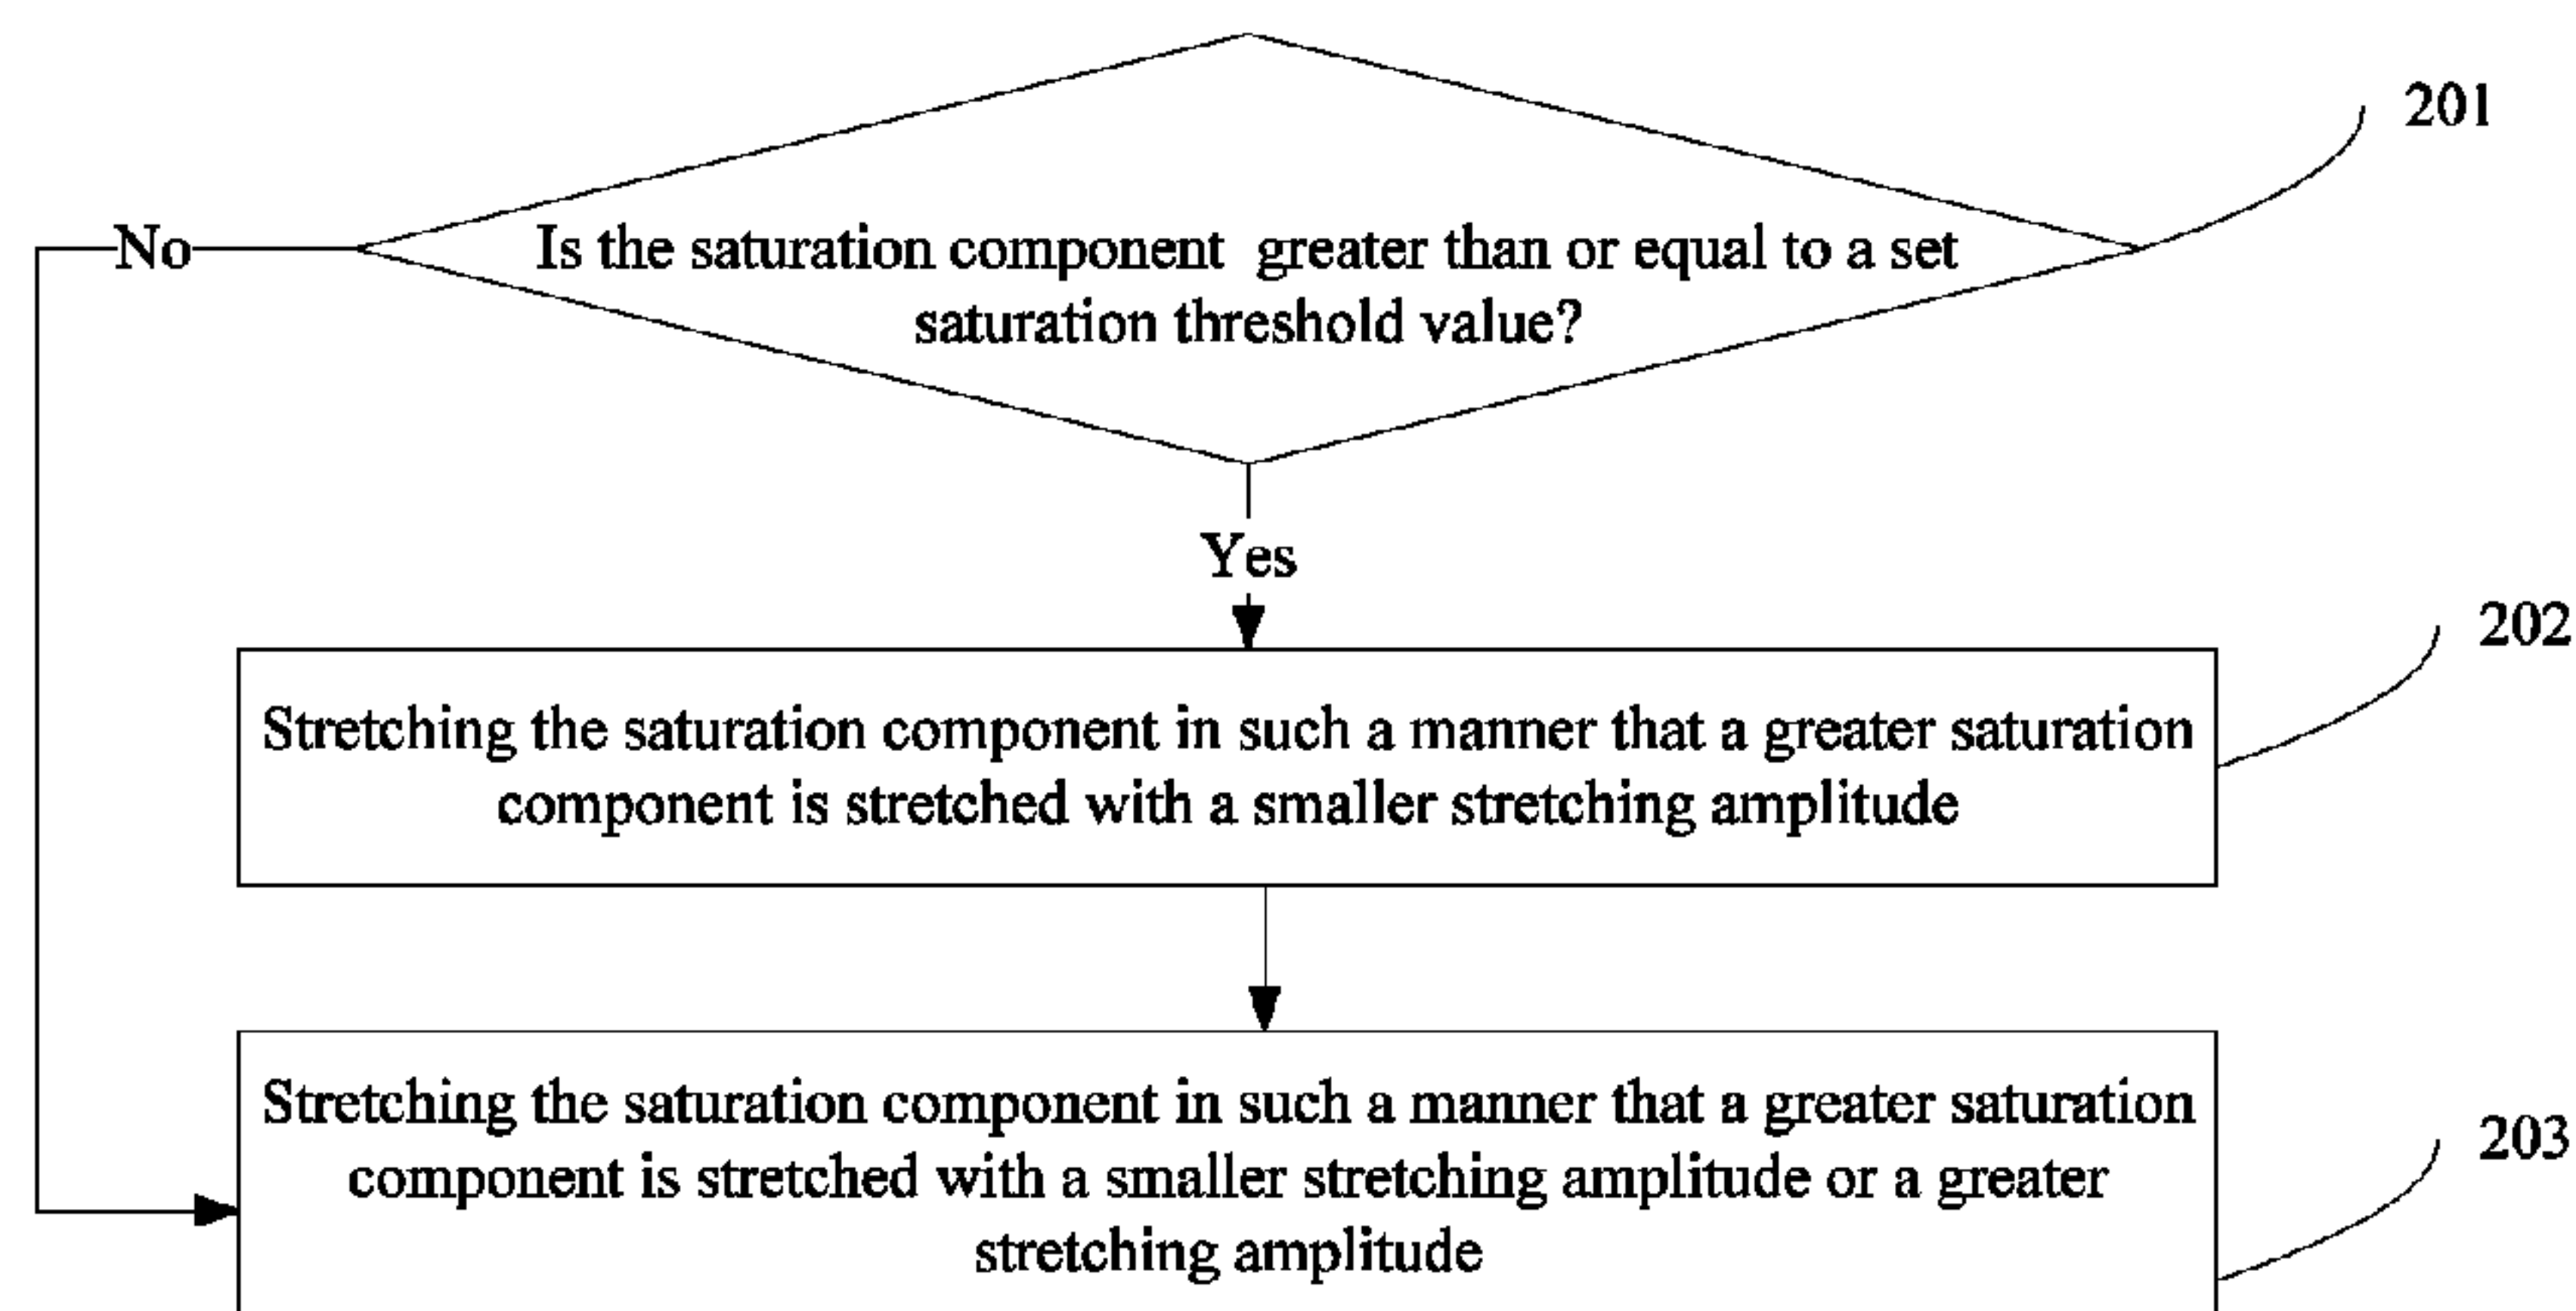 201
No
Is the saturation component greater than or equal to a set
saturation threshold value?
Yes
202
Stretching the saturation component in such a manner that a greater saturation
component is stretched with a smaller stretching amplitude
203
Stretching the saturation component in such a manner that a greater saturation
component is stretched with a smaller stretching amplitude or a greater
stretching amplitude